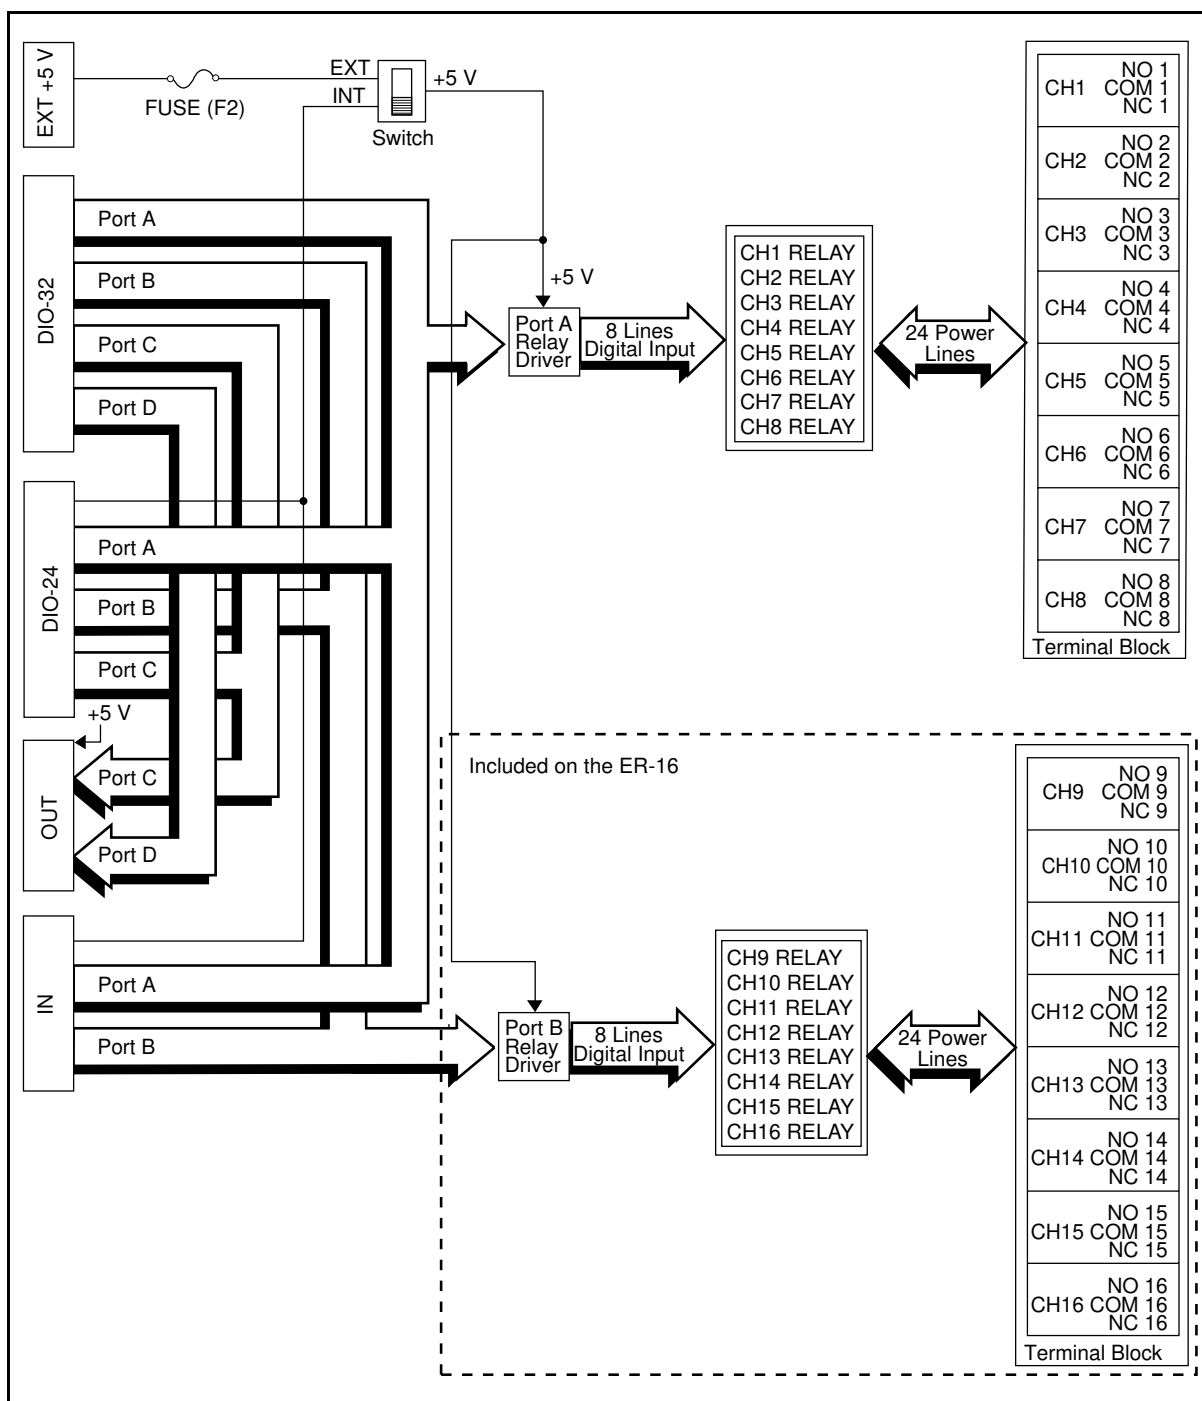 EXT +5 V
FUSE (F2)
EXT
INT
+5 V
Switch
DIO-32
Port A
Port B
Port C
Port D
DIO-24
Port A
Port B
Port C
+5 V
OUT
Port C
Port D
IN
Port A
Port B
+5 V
Port A
Relay
Driver
8 Lines
Digital Input
CH1 RELAY
CH2 RELAY
CH3 RELAY
CH4 RELAY
CH5 RELAY
CH6 RELAY
CH7 RELAY
CH8 RELAY
24 Power
Lines
NO 1
CH1 COM 1
NC 1
NO 2
CH2 COM 2
NC 2
NO 3
CH3 COM 3
NC 3
NO 4
CH4 COM 4
NC 4
NO 5
CH5 COM 5
NC 5
NO 6
CH6 COM 6
NC 6
NO 7
CH7 COM 7
NC 7
NO 8
CH8 COM 8
NC 8
Terminal Block
Included on the ER-16
Port B
Relay
Driver
8 Lines
Digital Input
CH9 RELAY
CH10 RELAY
CH11 RELAY
CH12 RELAY
CH13 RELAY
CH14 RELAY
CH15 RELAY
CH16 RELAY
24 Power
Lines
NO 9
CH9 COM 9
NC 9
NO 10
CH10 COM 10
NC 10
NO 11
CH11 COM 11
NC 11
NO 12
CH12 COM 12
NC 12
NO 13
CH13 COM 13
NC 13
NO 14
CH14 COM 14
NC 14
NO 15
CH15 COM 15
NC 15
NO 16
CH16 COM 16
NC 16
Terminal Block